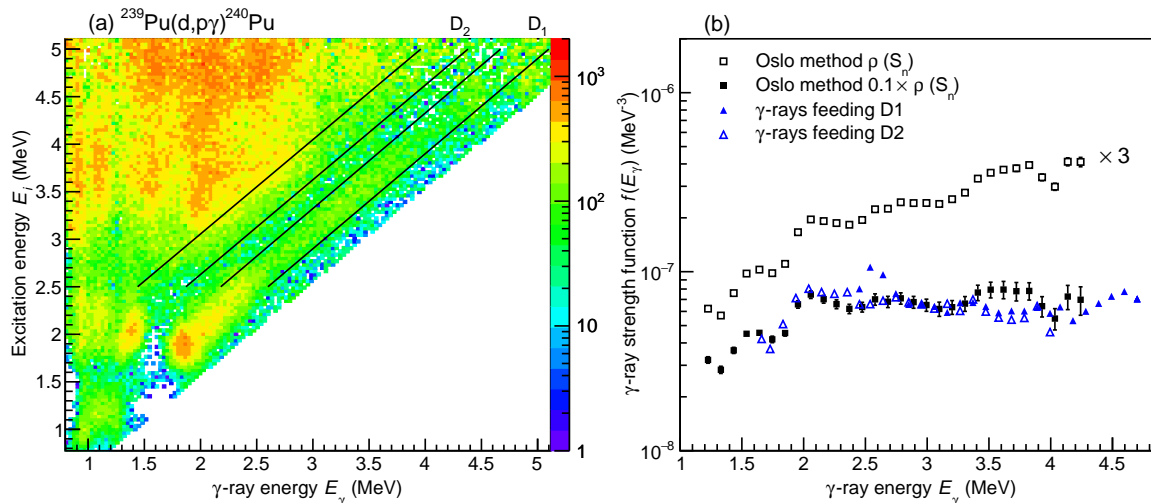 (a) ²³⁹Pu(d,pγ)²⁴⁰Pu
D₂ D₁
Excitation energy Eᵢ (MeV)
5
4.5
4
3.5
3
2.5
2
1.5
1
1 1.5 2 2.5 3 3.5 4 4.5 5
γ-ray energy Eᵧ (MeV)
10³
10²
10
1
(b)
Oslo method ρ (Sₙ)
Oslo method 0.1× ρ (Sₙ)
γ-rays feeding D1
γ-rays feeding D2
× 3
γ-ray strength function f((Eᵧ) (MeV⁻³)
10⁻⁶
10⁻⁷
10⁻⁸
1 1.5 2 2.5 3 3.5 4 4.5
γ-ray energy Eᵧ (MeV)